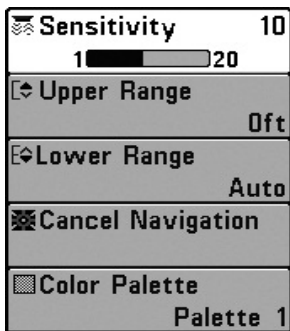 Sensitivity 10
1 20
Upper Range
0ft
Lower Range
Auto
Cancel Navigation
Color Palette
Palette 1